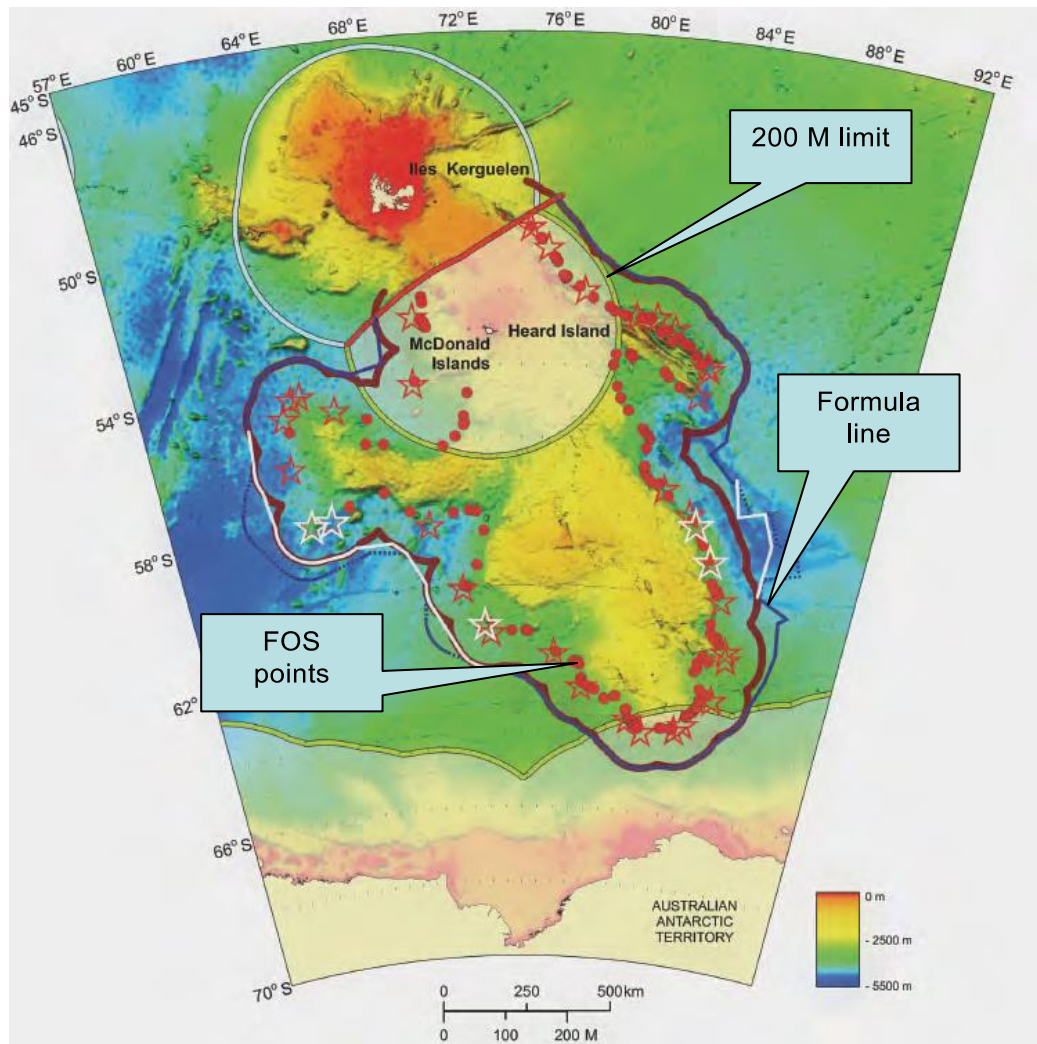 57° E
60° E
64° E
68° E
72° E
76° E
80° E
84° E
88° E
92° E
45° S
46° S
50° S
54° S
58° S
62° S
66° S
70° S
Iles Kerguelen
200 M limit
Heard Island
McDonald
Islands
Formula
line
FOS
points
AUSTRALIAN
ANTARCTIC
TERRITORY
0 m
- 2500 m
- 5500 m
0 250 500km
0 100 200 M